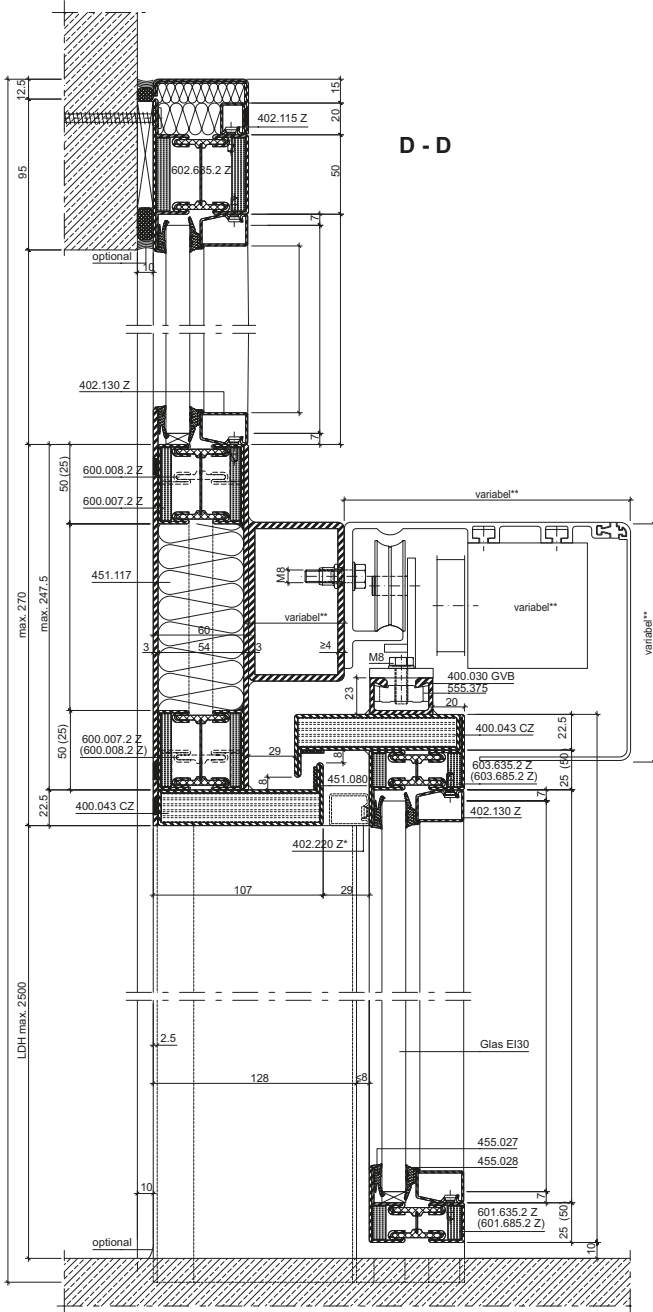 12.5
15
20
402.115 Z
D - D
95
50
602.685.2 Z
7
optional
10
402.130 Z
7
50 (25)
600.008.2 Z
variabel**
600.007.2 Z
451.117
M8
max. 270
max. 247.5
variabel**
variabel**
variabel**
60
3
54
3
≥4
M8
400.030 GVB
23
555.375
20
600.007.2 Z
(600.008.2 Z)
50 (25)
400.043 CZ
22.5
29
8
603.635.2 Z
(603.685.2 Z)
25 (50)
8
451.080
7
22.5
400.043 CZ
402.130 Z
402.220 Z*
107
29
LDH max. 2500
2.5
Glas EI30
128
≤8
455.027
455.028
10
7
601.635.2 Z
(601.685.2 Z)
25 (50)
optional
10